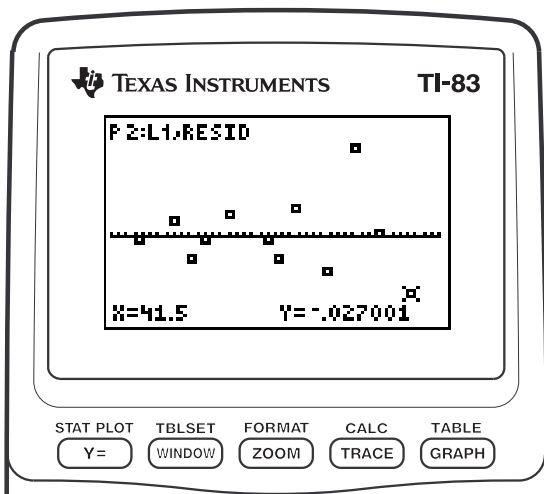 TEXAS INSTRUMENTS TI-83
P2:L1,RESID
X=41.5 Y=-.027001
STAT PLOT TBLSET FORMAT CALC TABLE
Y= WINDOW ZOOM TRACE GRAPH